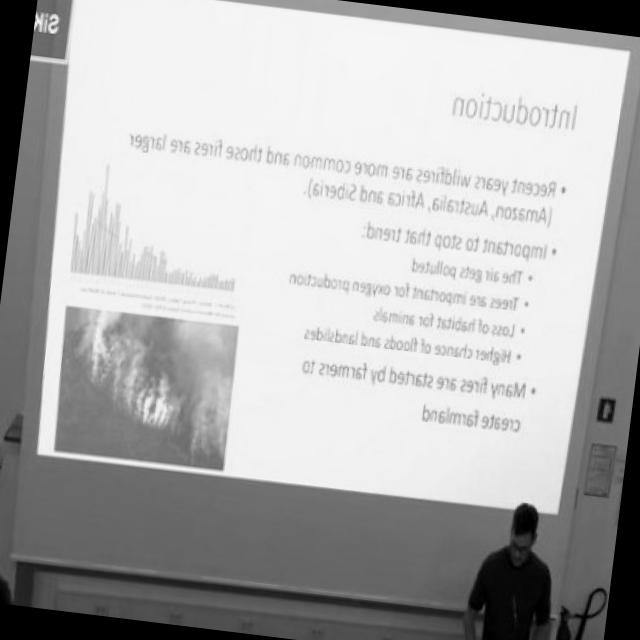 Introduction
• Recent years wildfires are more common and those fires are larger
(Amazon, Australia, Africa and Siberia).
• Important to stop that trend:
• The air gets polluted
• Trees are important for oxygen production
• Loss of habitat for animals
• Higher chance of floods and landslides
• Many fires are started by farmers to
create farmland